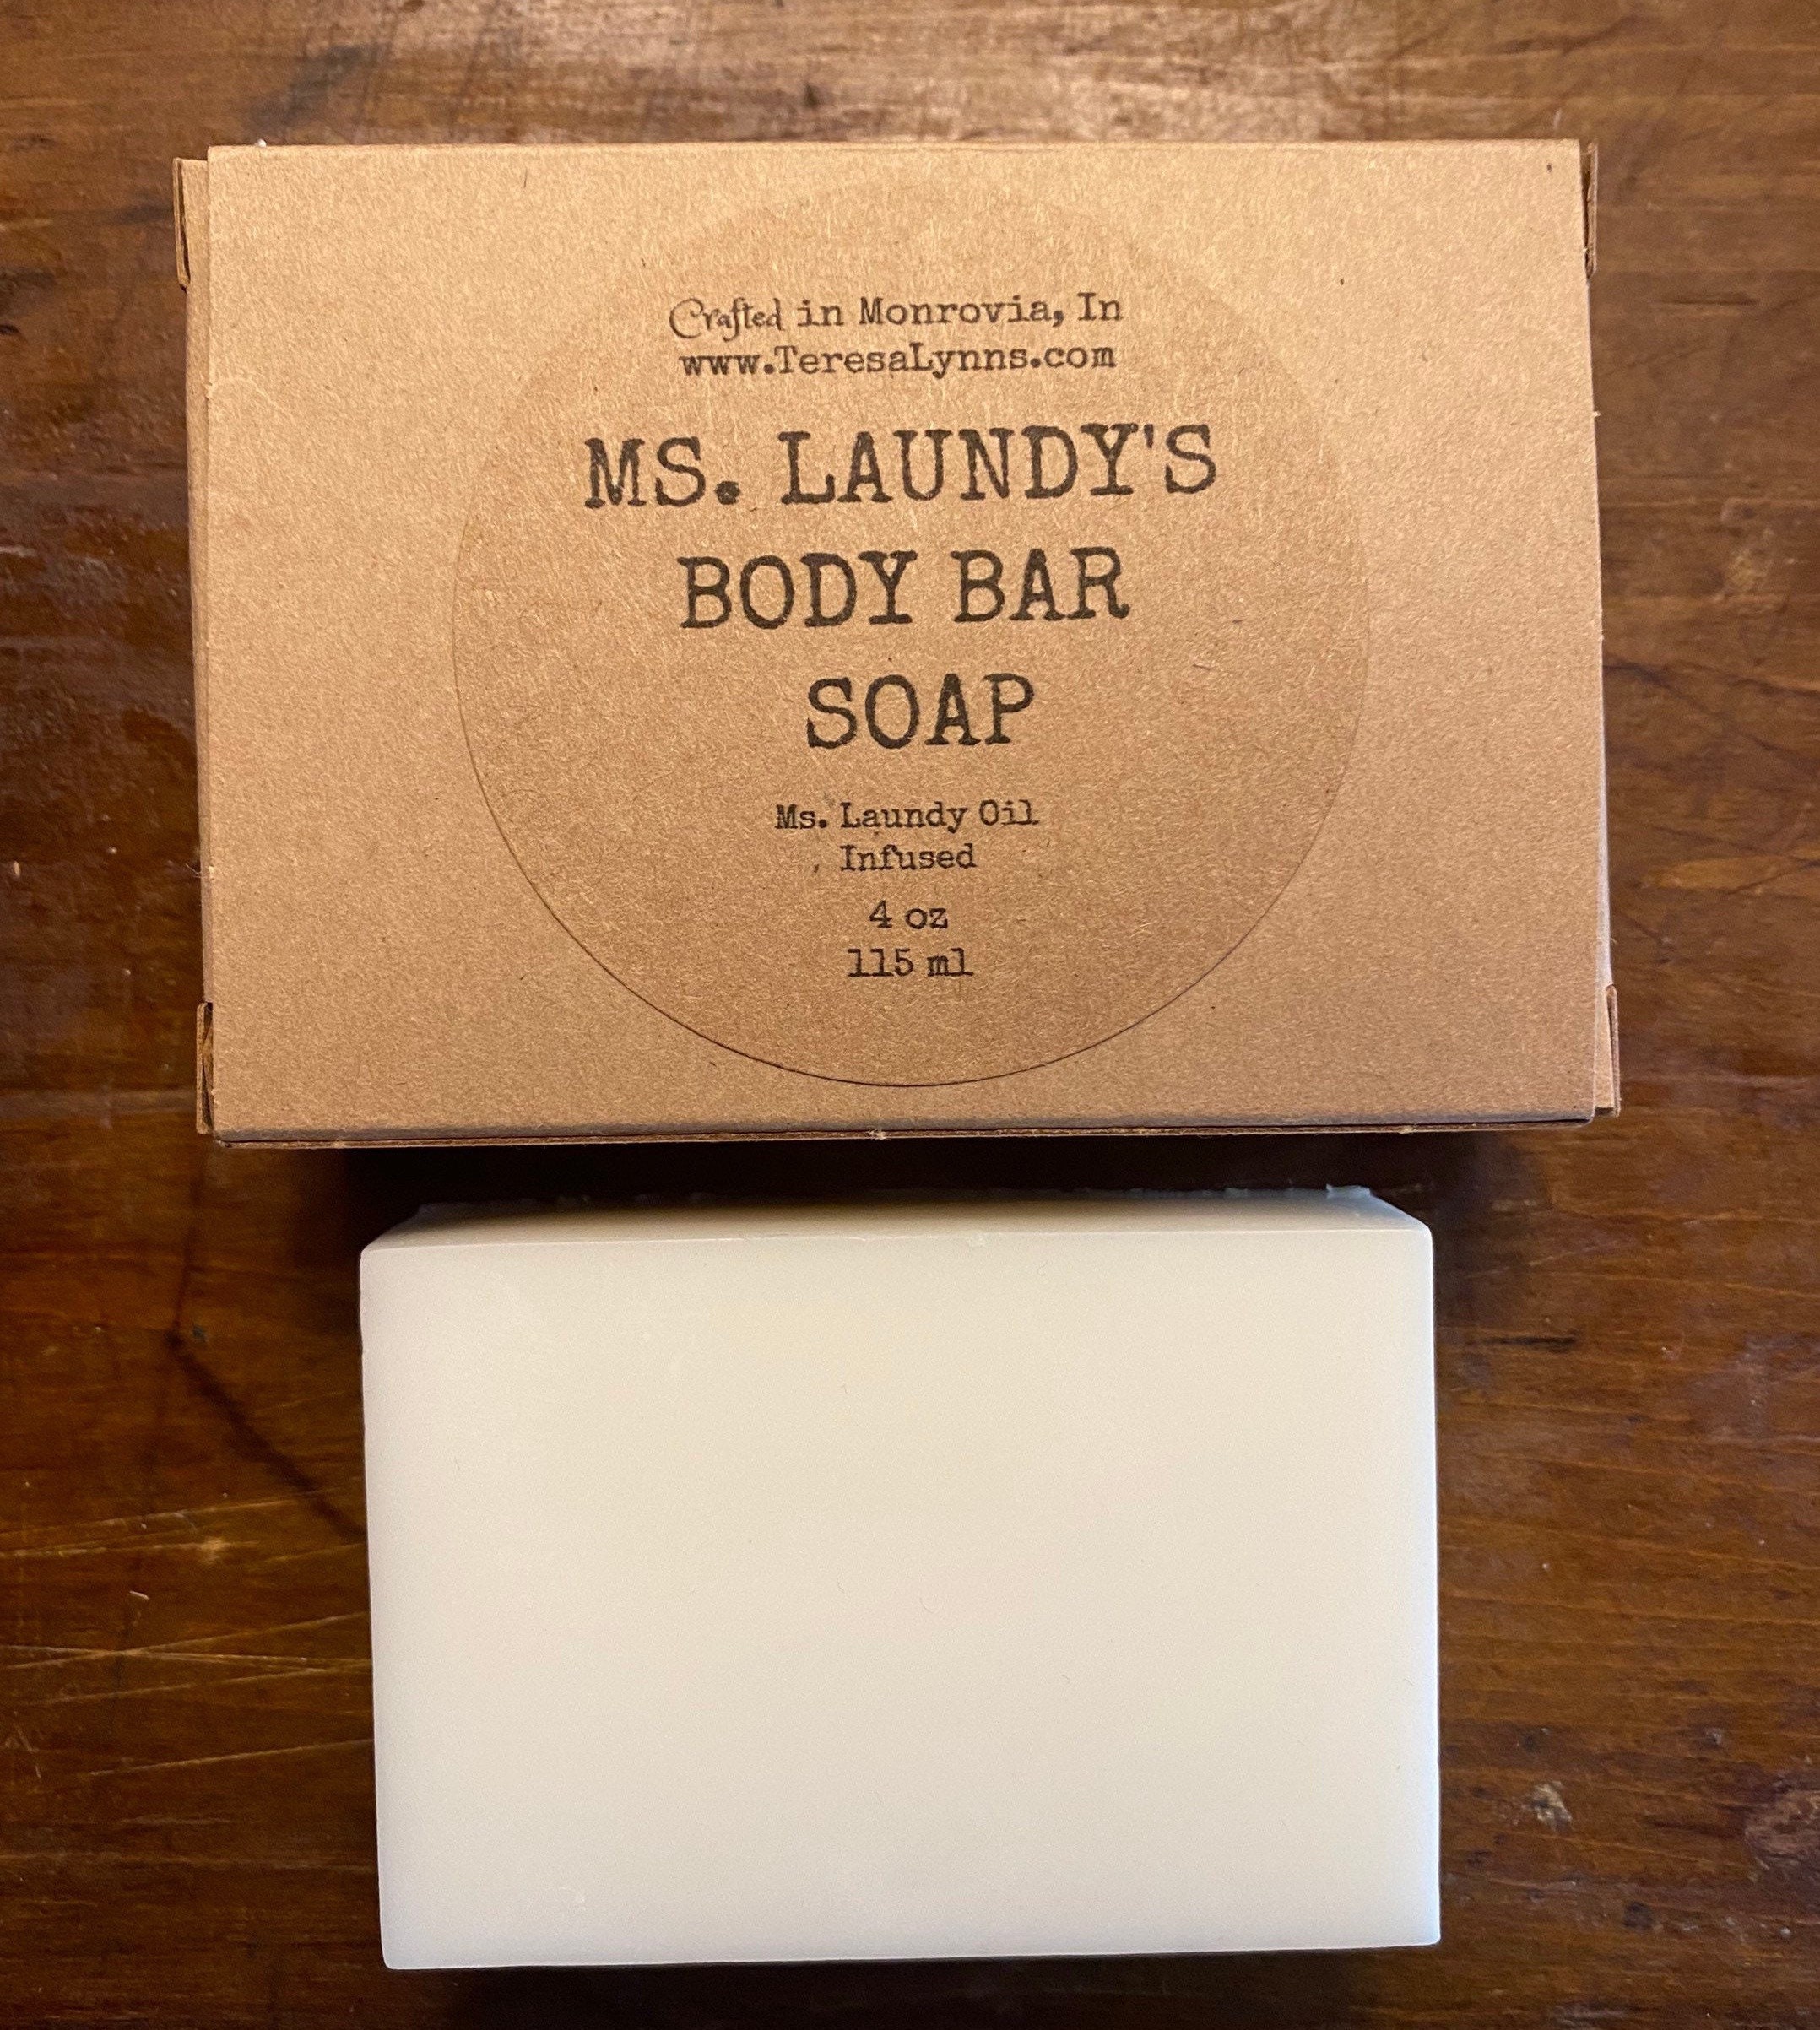 Crafted in Monrovia, In
www.TeresaLynns.com
MS. LAUNDY'S
BODY BAR
SOAP
Ms. Laundy Oil
Infused
4 oz
115 ml